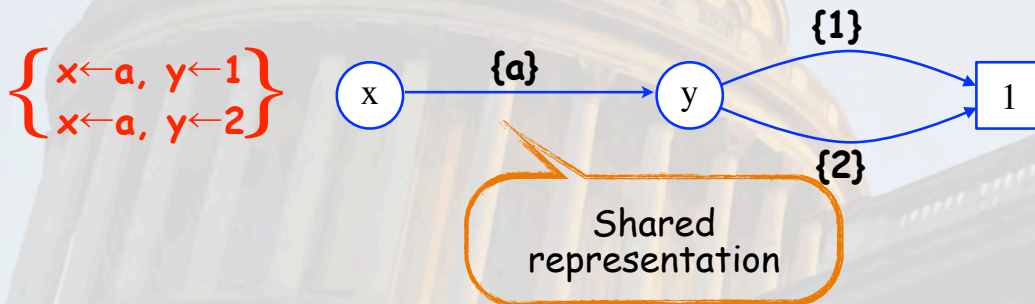 x←a, y←1
x←a, y←2
x
{a}
y
{1}
{2}
1
Shared
representation